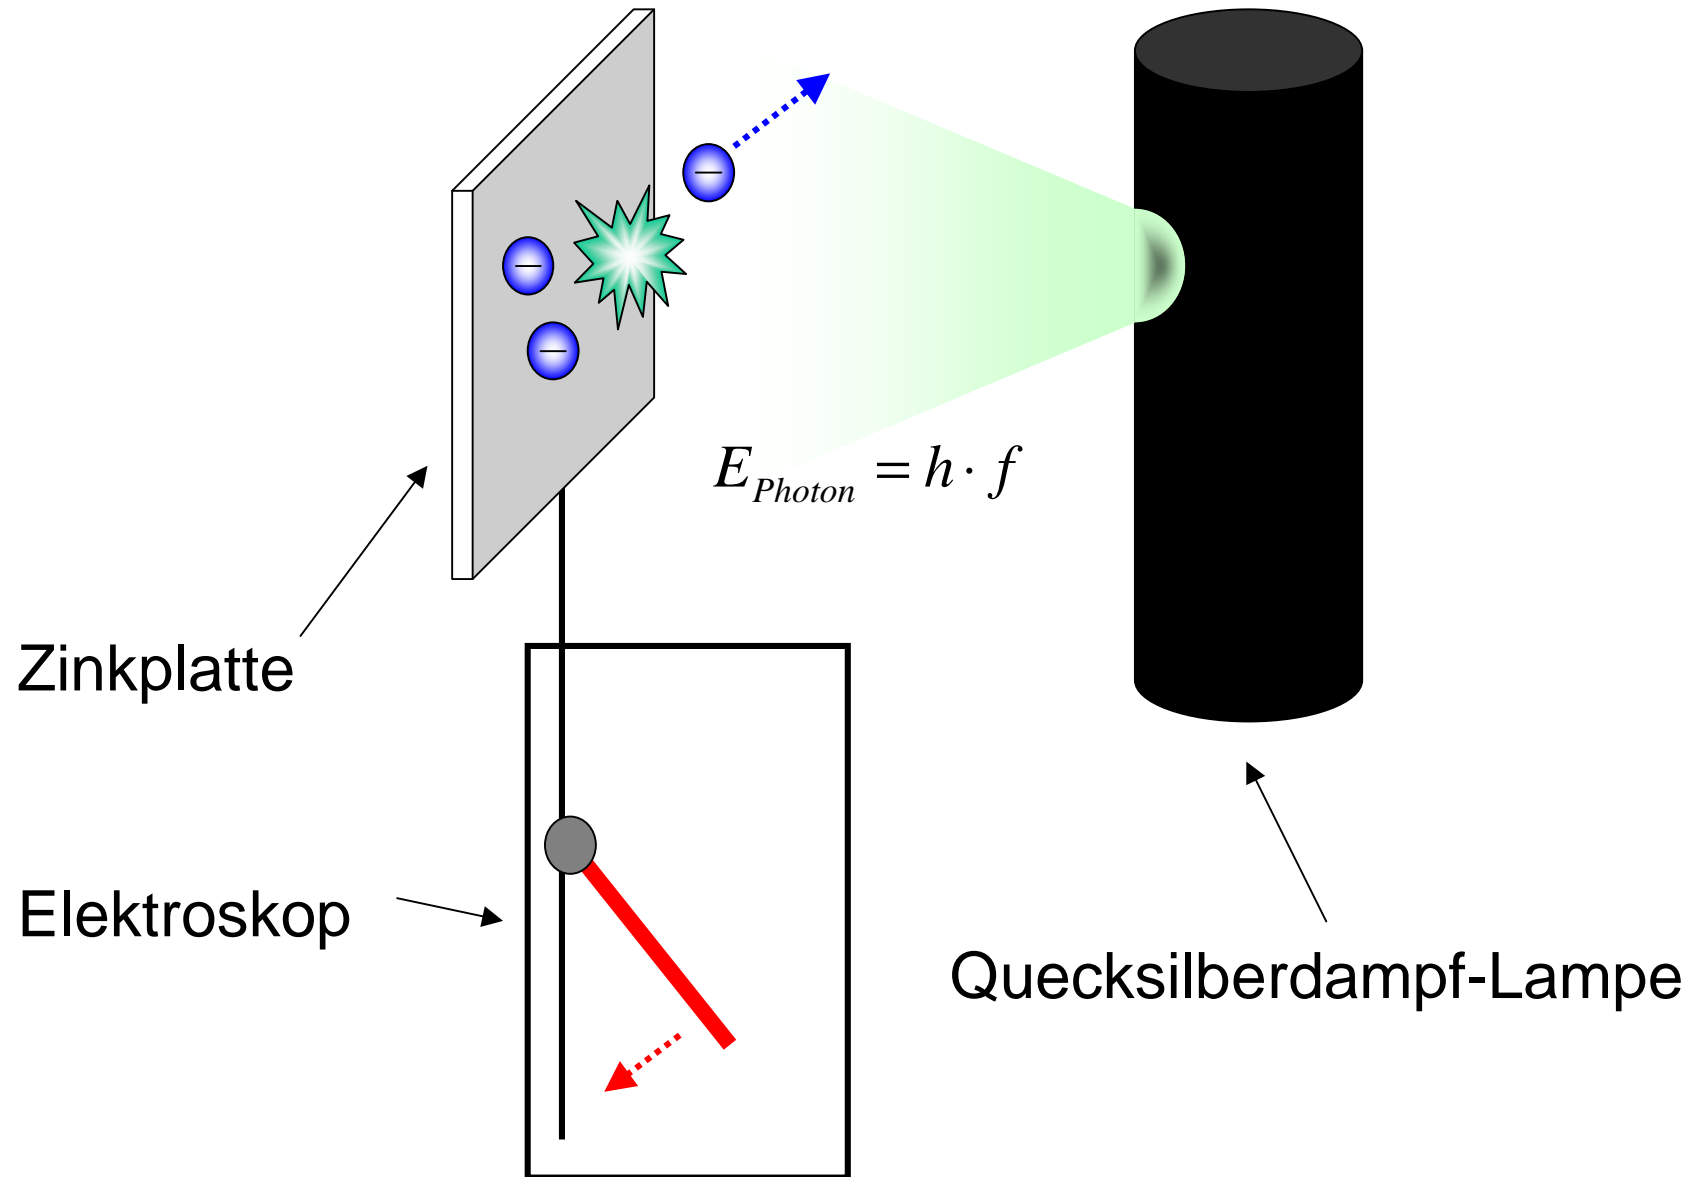 E_Photon = h · f
Zinkplatte
Elektroskop
Quecksilberdampf-Lampe